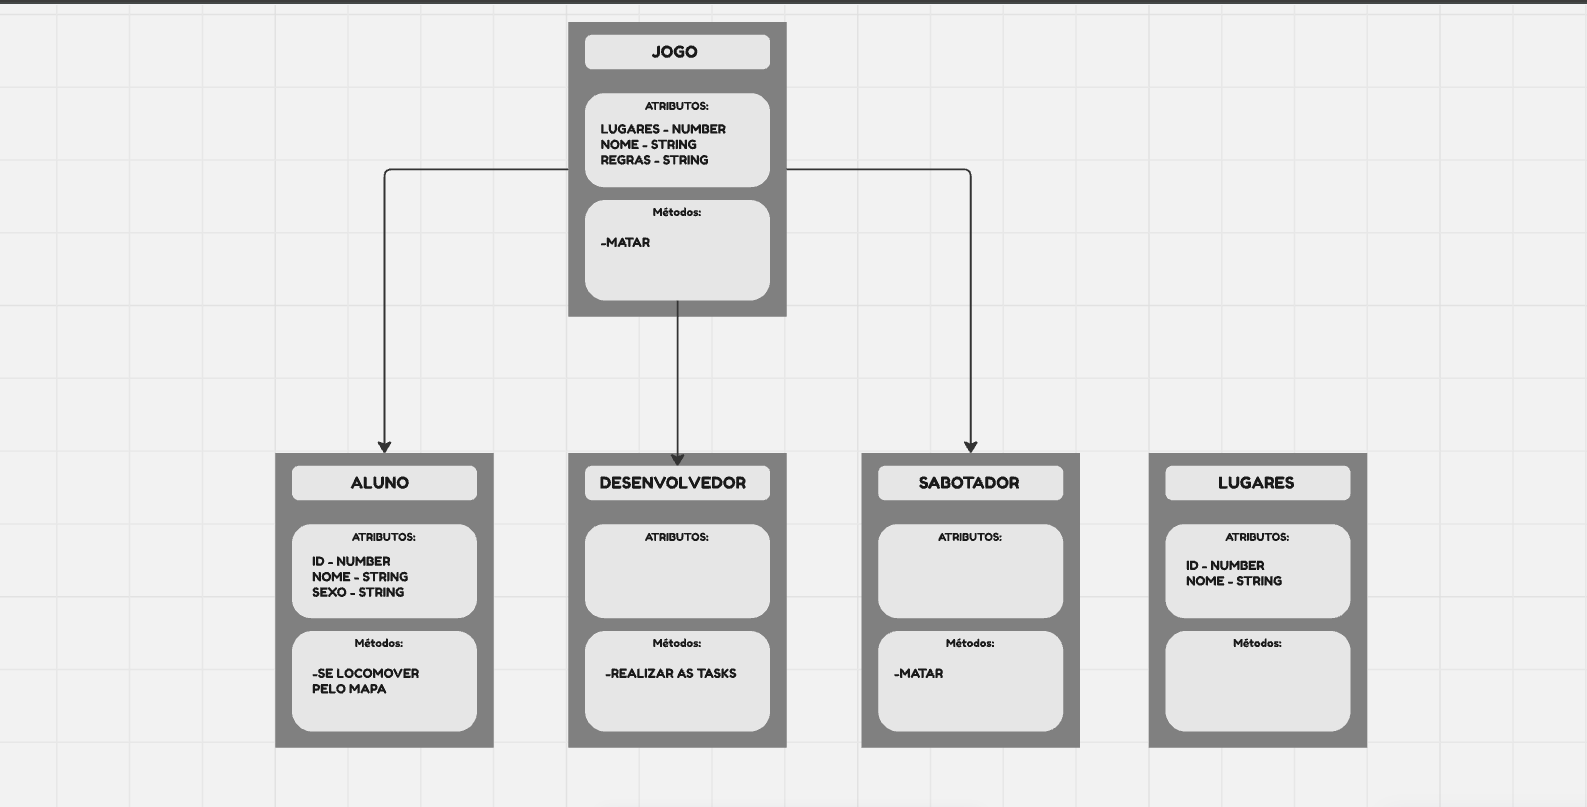 JOGO
ATRIBUTOS:
LUGARES - NUMBER
NOME - STRING
REGRAS - STRING
Métodos:
-MATAR
ALUNO
ATRIBUTOS:
ID - NUMBER
NOME - STRING
SEXO - STRING
Métodos:
-SE LOCOMOVER
PELO MAPA
DESENVOLVEDOR
ATRIBUTOS:
Métodos:
-REALIZAR AS TASKS
SABOTADOR
ATRIBUTOS:
Métodos:
-MATAR
LUGARES
ATRIBUTOS:
ID - NUMBER
NOME - STRING
Métodos: